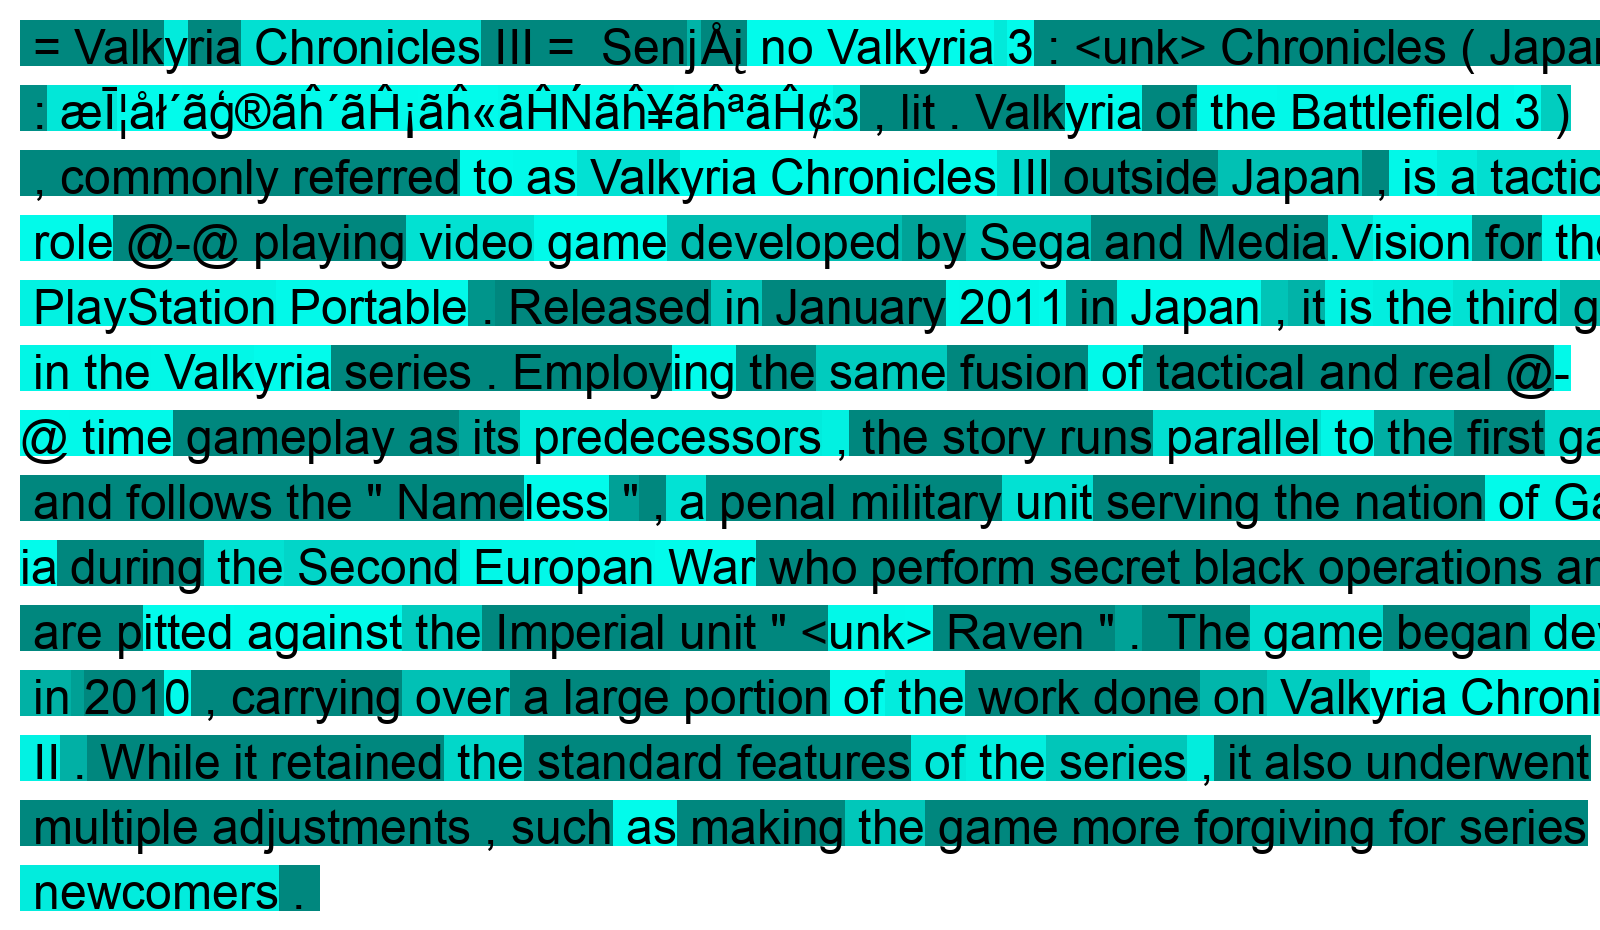 = Valkyria Chronicles III = SenjÅį no Valkyria 3 : <unk> Chronicles ( Japan
: æĪ¦åł´ãģ®ãĥ´ãĤ¡ãĥ«ãĤŃãĥ¥ãĥªãĤ¢3 , lit . Valkyria of the Battlefield 3 )
, commonly referred to as Valkyria Chronicles III outside Japan , is a tactic
role @-@ playing video game developed by Sega and Media.Vision for the
PlayStation Portable . Released in January 2011 in Japan , it is the third g
in the Valkyria series . Employing the same fusion of tactical and real @-
@ time gameplay as its predecessors , the story runs parallel to the first ga
and follows the " Nameless " , a penal military unit serving the nation of Ga
ia during the Second Europan War who perform secret black operations an
are pitted against the Imperial unit " <unk> Raven " . The game began dev
in 2010 , carrying over a large portion of the work done on Valkyria Chroni
II . While it retained the standard features of the series , it also underwent
multiple adjustments , such as making the game more forgiving for series
newcomers .